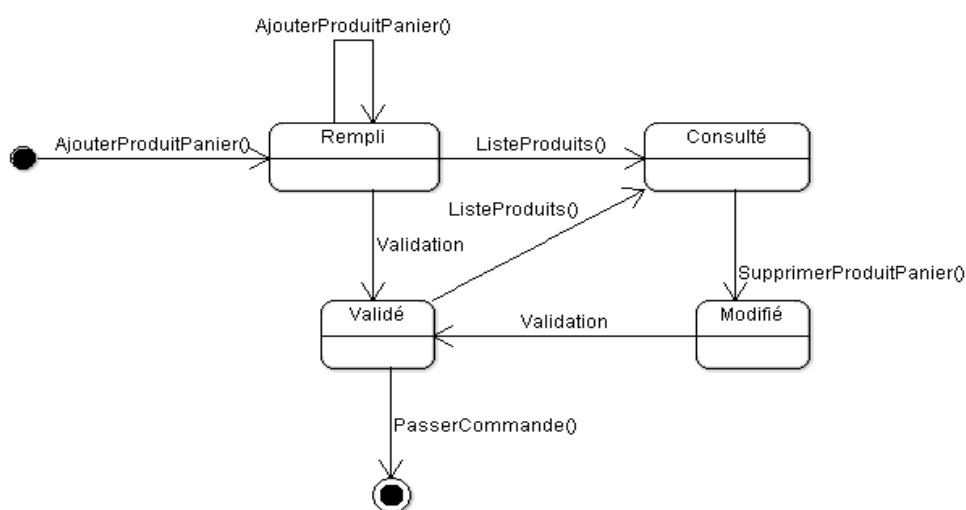 AjouterProduitPanier()
Rempli
Consulté
AjouterProduitPanier()
ListeProduits()
ListeProduits()
Validation
SupprimerProduitPanier()
Validé
Validation
Modifié
PasserCommande()